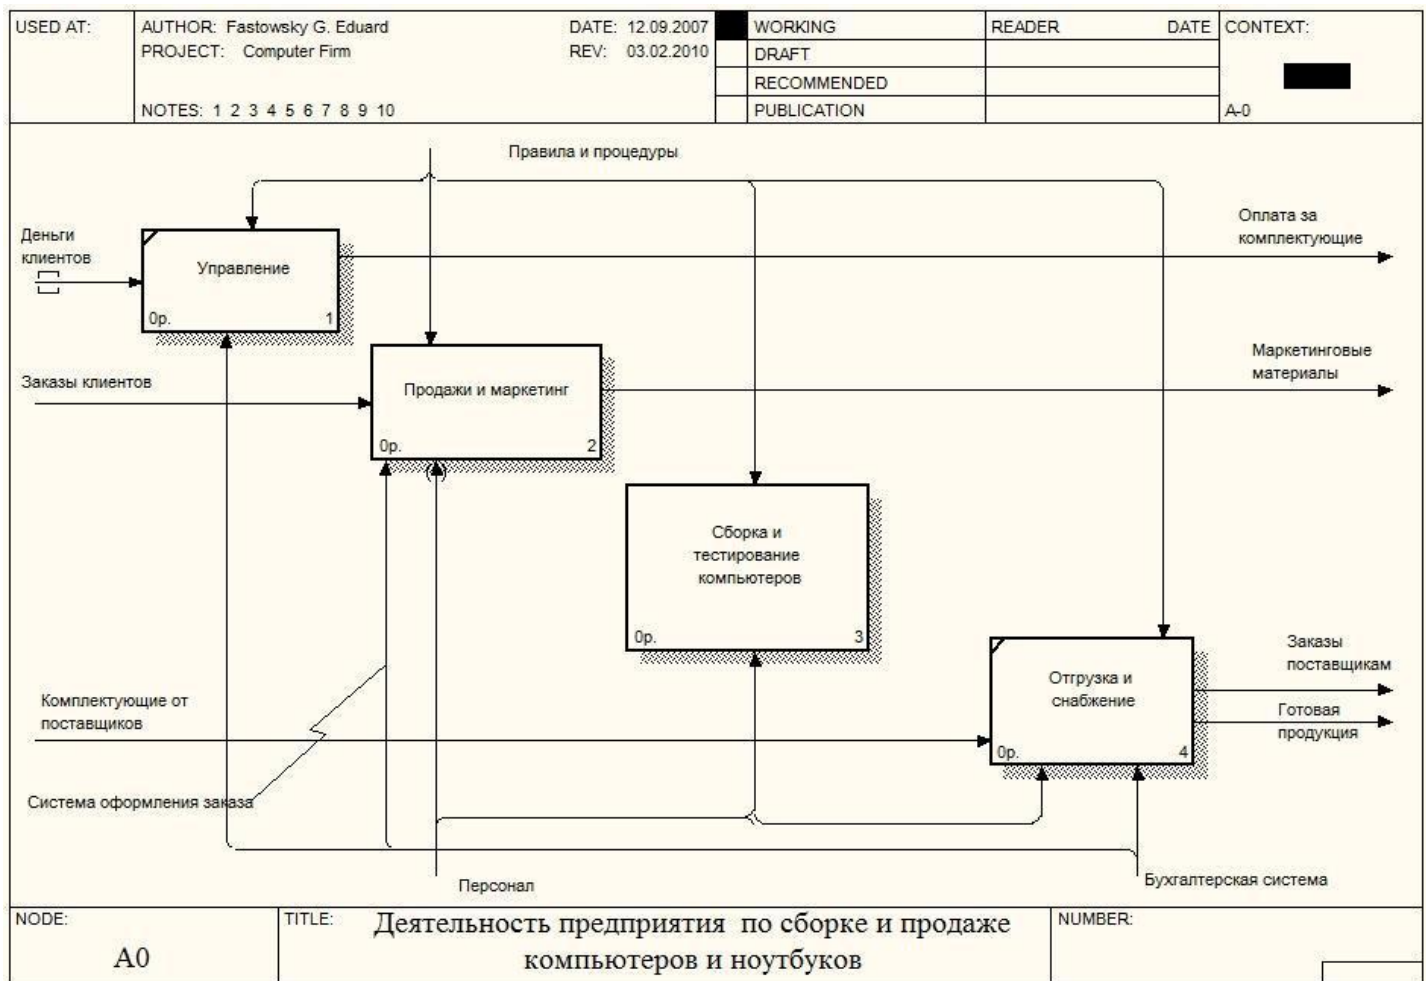 USED AT:
AUTHOR: Fastowsky G. Eduard
DATE: 12.09.2007
WORKING
READER
DATE
CONTEXT:
PROJECT: Computer Firm
REV: 03.02.2010
DRAFT
RECOMMENDED
NOTES: 1 2 3 4 5 6 7 8 9 10
PUBLICATION
A-0
Правила и процедуры
Деньги
клиентов
Управление
0р.
1
Оплата за
комплектующие
Заказы клиентов
Продажи и маркетинг
0р.
2
Маркетинговые
материалы
Сборка и
тестирование
компьютеров
0р.
3
Комплектующие от
поставщиков
Отгрузка и
снабжение
0р.
4
Заказы
поставщикам
Готовая
продукция
Система оформления заказа
Персонал
Бухгалтерская система
NODE:
A0
TITLE:
Деятельность предприятия по сборке и продаже
компьютеров и ноутбуков
NUMBER: